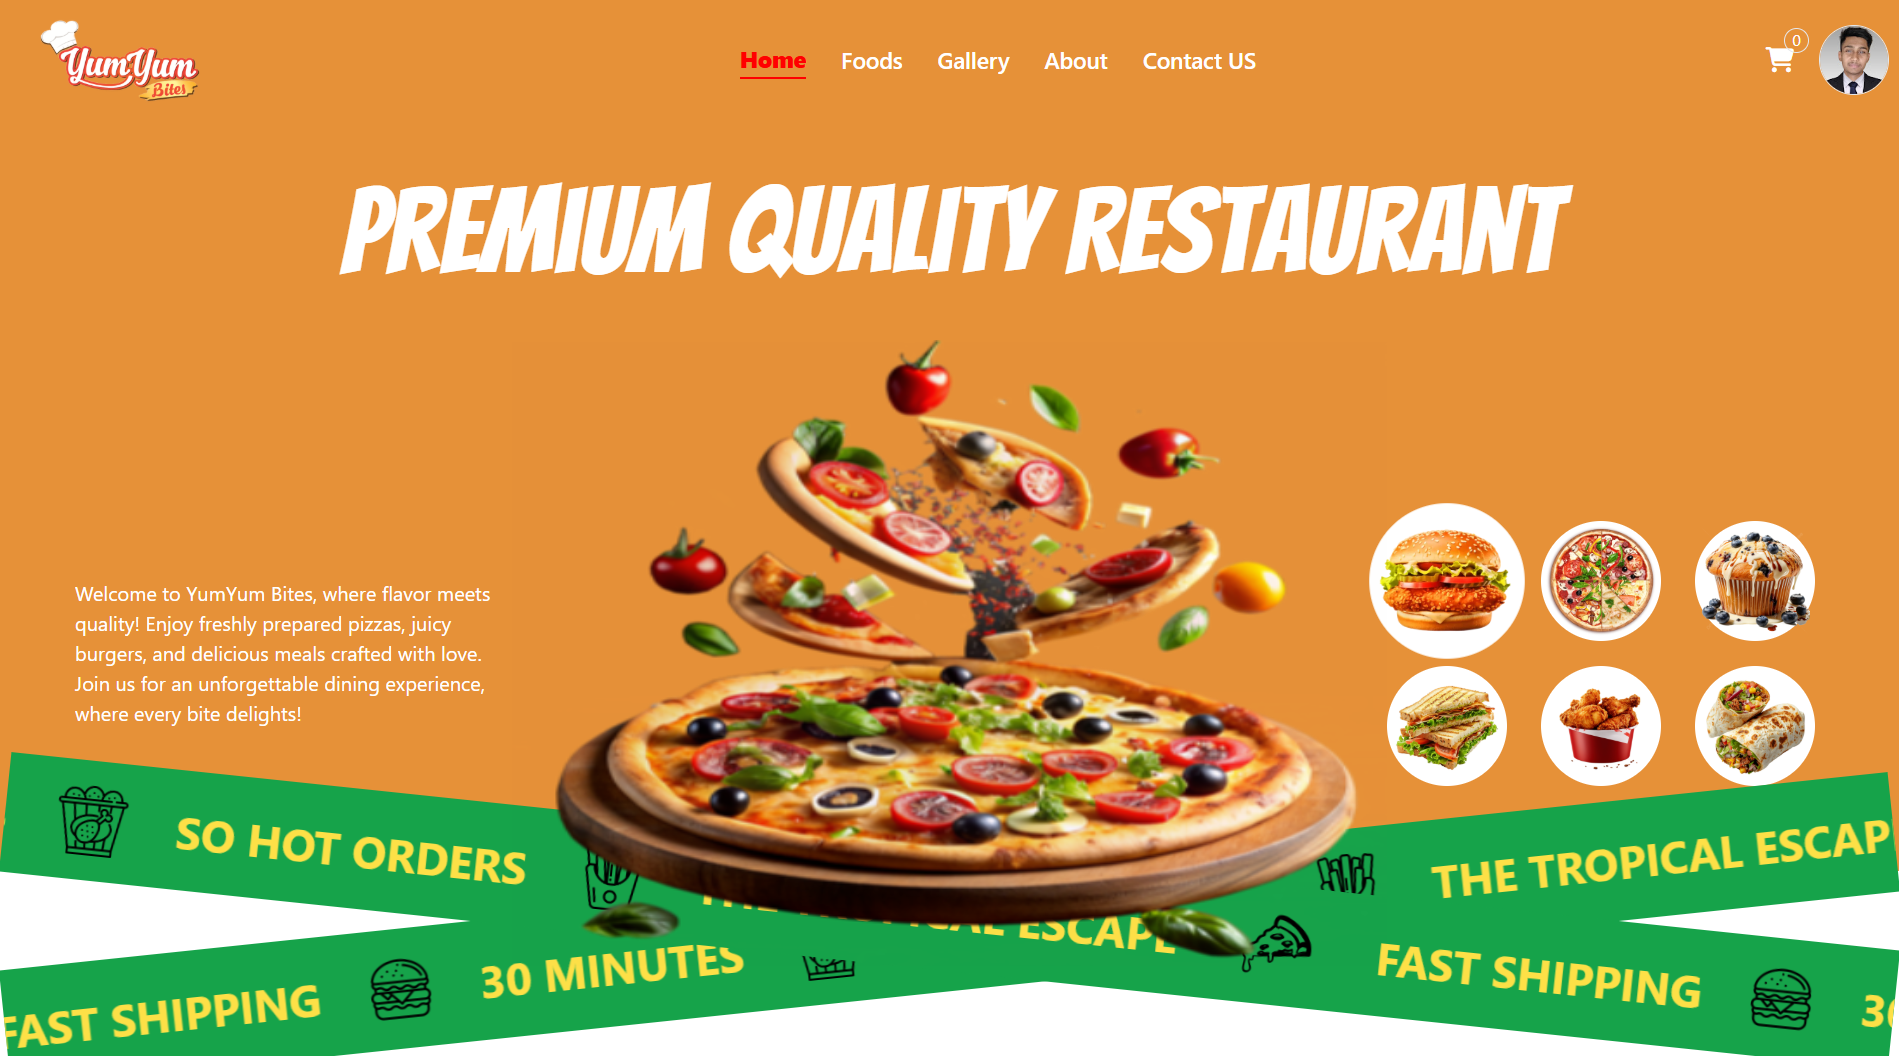 YumYum
Bites
Home
Foods
Gallery
About
Contact US
0
PREMIUM QUALITY RESTAURANT
Welcome to YumYum Bites, where flavor meets
quality! Enjoy freshly prepared pizzas, juicy
burgers, and delicious meals crafted with love.
Join us for an unforgettable dining experience,
where every bite delights!
SO HOT ORDERS
THE TROPICAL ESCAPE
FAST SHIPPING
THE TROPICAL ESCAP
FAST SHIPPING
30 MINUTES